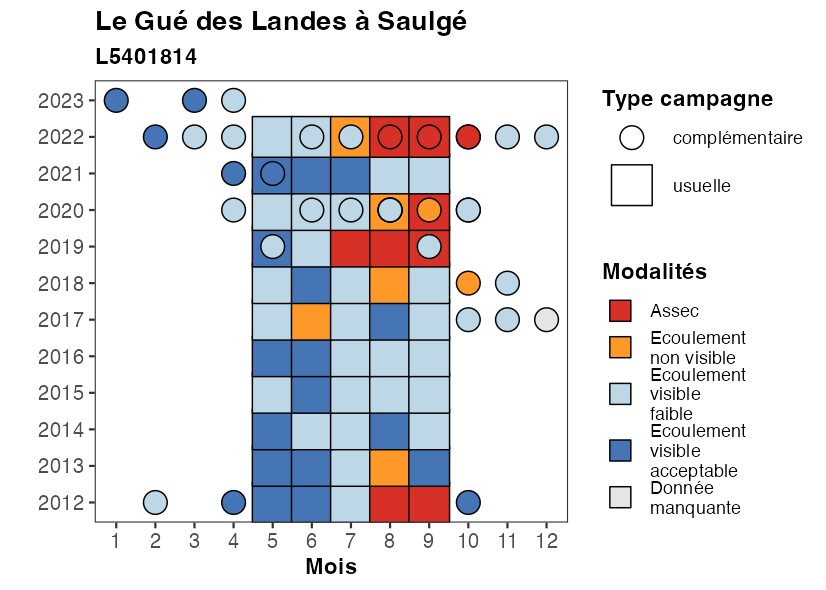 Le Gué des Landes à Saulgé
L5401814
2023
2022
2021
2020
2019
2018
2017
2016
2015
2014
2013
2012
1 2 3 4 5 6 7 8 9 10 11 12
Mois
Type campagne
complémentaire
usuelle
Modalités
Assec
Ecoulement
non visible
Ecoulement
visible
faible
Ecoulement
visible
acceptable
Donnée
manquante